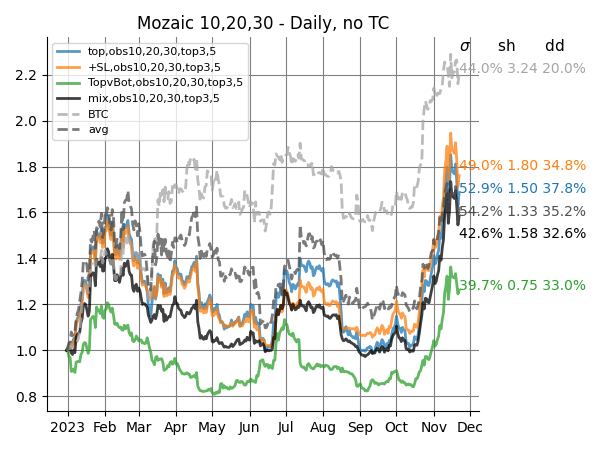 Mozaic 10,20,30 - Daily, no TC
σ sh dd
top,obs10,20,30,top3,5
+SL,obs10,20,30,top3,5
TopvBot,obs10,20,30,top3,5
mix,obs10,20,30,top3,5
BTC
avg
44.0% 3.24 20.0%
49.0% 1.80 34.8%
52.9% 1.50 37.8%
54.2% 1.33 35.2%
42.6% 1.58 32.6%
39.7% 0.75 33.0%
2.2
2.0
1.8
1.6
1.4
1.2
1.0
0.8
2023 Feb Mar Apr May Jun Jul Aug Sep Oct Nov Dec